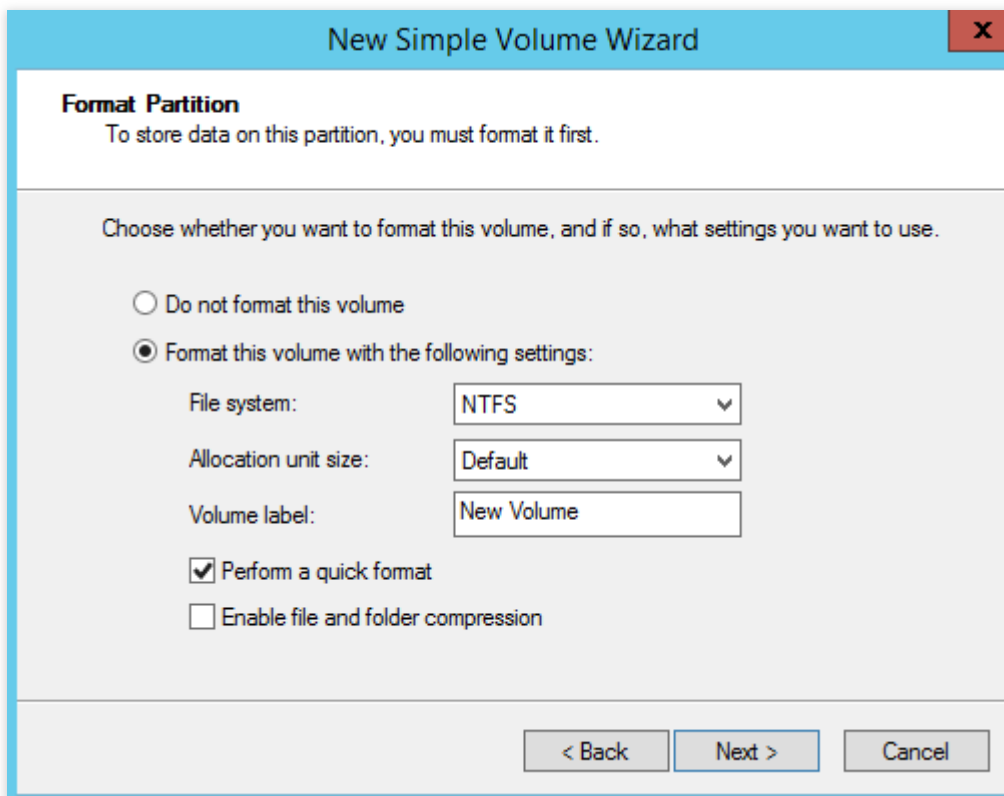 New Simple Volume Wizard
x
Format Partition
To store data on this partition, you must format it first.
Choose whether you want to format this volume, and if so, what settings you want to use.
Do not format this volume
Format this volume with the following settings:
File system: NTFS
Allocation unit size: Default
Volume label: New Volume
Perform a quick format
Enable file and folder compression
< Back Next > Cancel